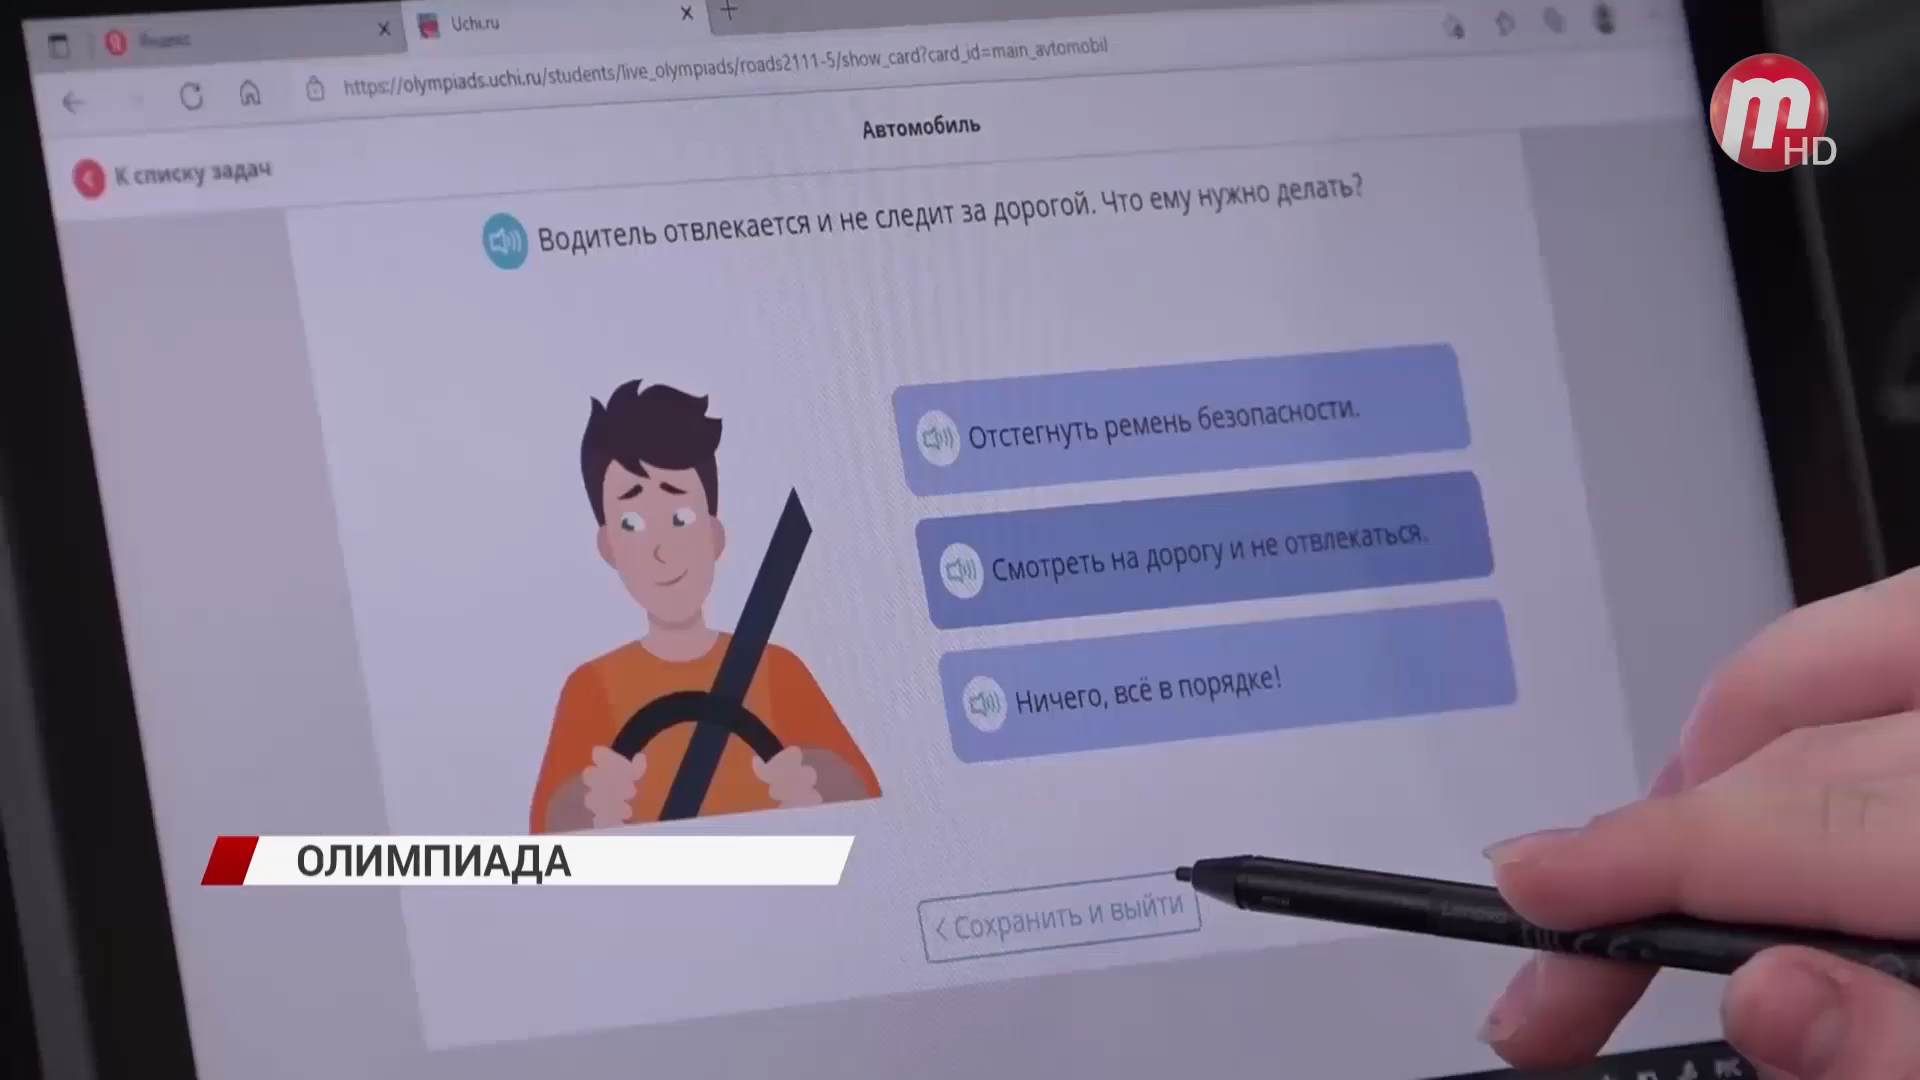 Яндекс
Uchi.ru
https://olympiads.uchi.ru/students/live_olympiads/roads2111-5/show_card?card_id=main_avtomobil
К списку задач
Автомобиль
Водитель отвлекается и не следит за дорогой. Что ему нужно делать?
Отстегнуть ремень безопасности.
Смотреть на дорогу и не отвлекаться.
Ничего, всё в порядке!
< Сохранить и выйти
ОЛИМПИАДА
m HD
Lenovo